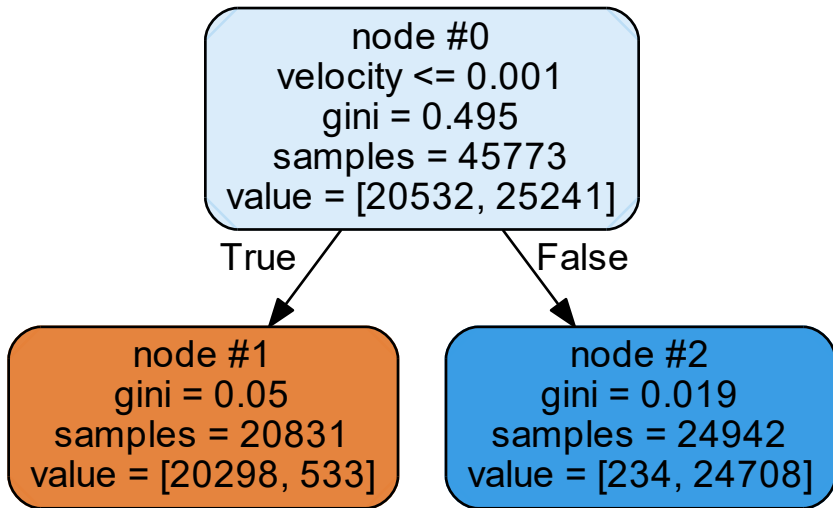 node #0
velocity <= 0.001
gini = 0.495
samples = 45773
value = [20532, 25241]
True
False
node #1
gini = 0.05
samples = 20831
value = [20298, 533]
node #2
gini = 0.019
samples = 24942
value = [234, 24708]